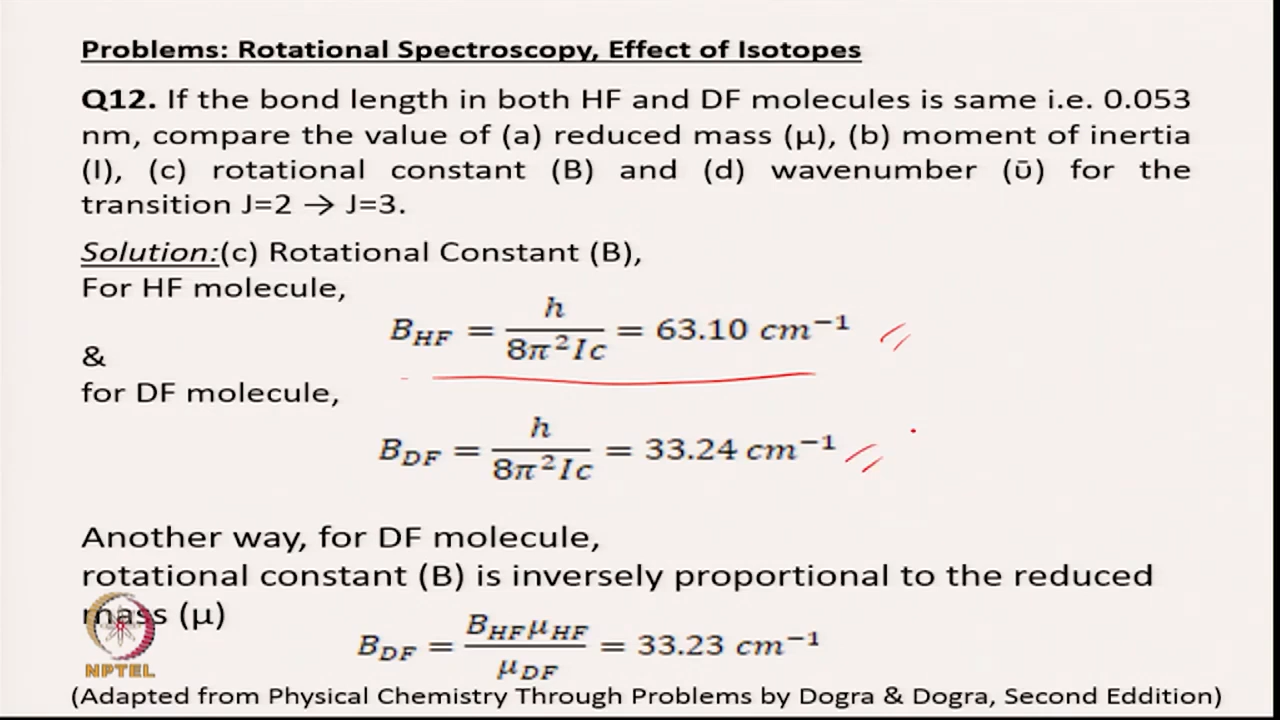 Problems: Rotational Spectroscopy, Effect of Isotopes
Q12. If the bond length in both HF and DF molecules is same i.e. 0.053
nm, compare the value of (a) reduced mass (μ), (b) moment of inertia
(I), (c) rotational constant (B) and (d) wavenumber (ῡ) for the
transition J=2 → J=3.
Solution:(c) Rotational Constant (B),
For HF molecule,
B_HF = h / 8π²Ic = 63.10 cm⁻¹
&
for DF molecule,
B_DF = h / 8π²Ic = 33.24 cm⁻¹
Another way, for DF molecule,
rotational constant (B) is inversely proportional to the reduced
mass (μ)
B_DF = B_HF μ_HF / μ_DF = 33.23 cm⁻¹
NPTEL
(Adapted from Physical Chemistry Through Problems by Dogra & Dogra, Second Eddition)